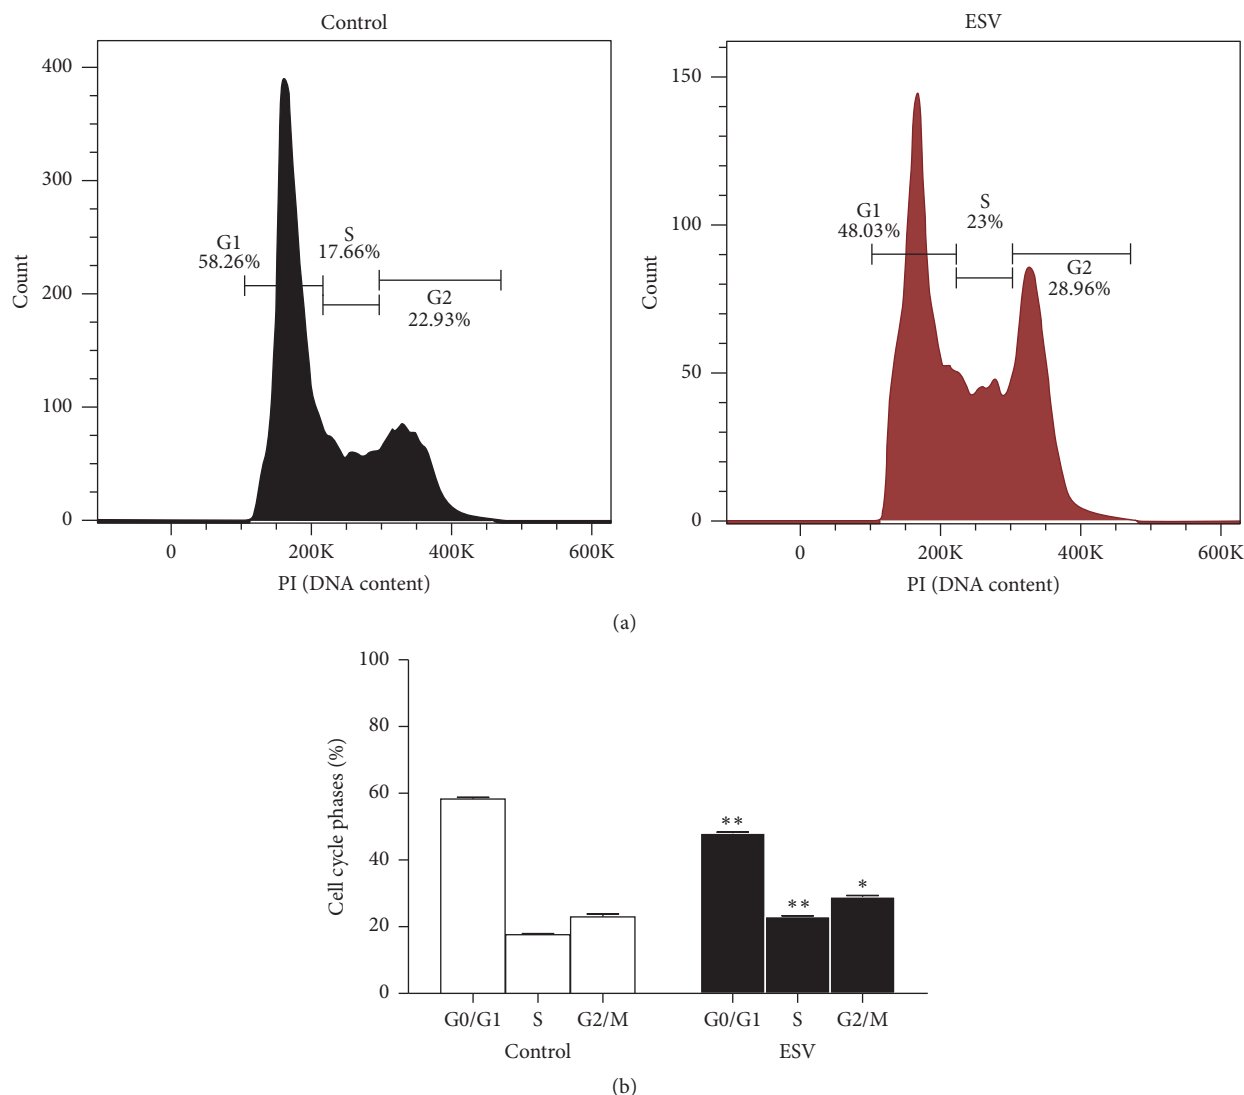 Control
400
300
200
100
0
Count
G1
58.26%
S
17.66%
G2
22.93%
0 200K 400K 600K
PI (DNA content)
ESV
150
100
50
0
Count
G1
48.03%
S
23%
G2
28.96%
0 200K 400K 600K
PI (DNA content)
(a)
100
80
60
40
20
0
Cell cycle phases (%)
**
**
*
G0/G1 S G2/M G0/G1 S G2/M
Control ESV
(b)